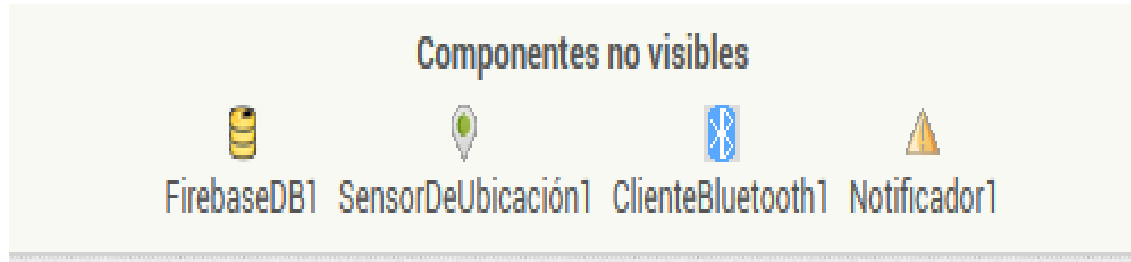 Componentes no visibles
FirebaseDB1 SensorDeUbicación1 ClienteBluetooth1 Notificador1